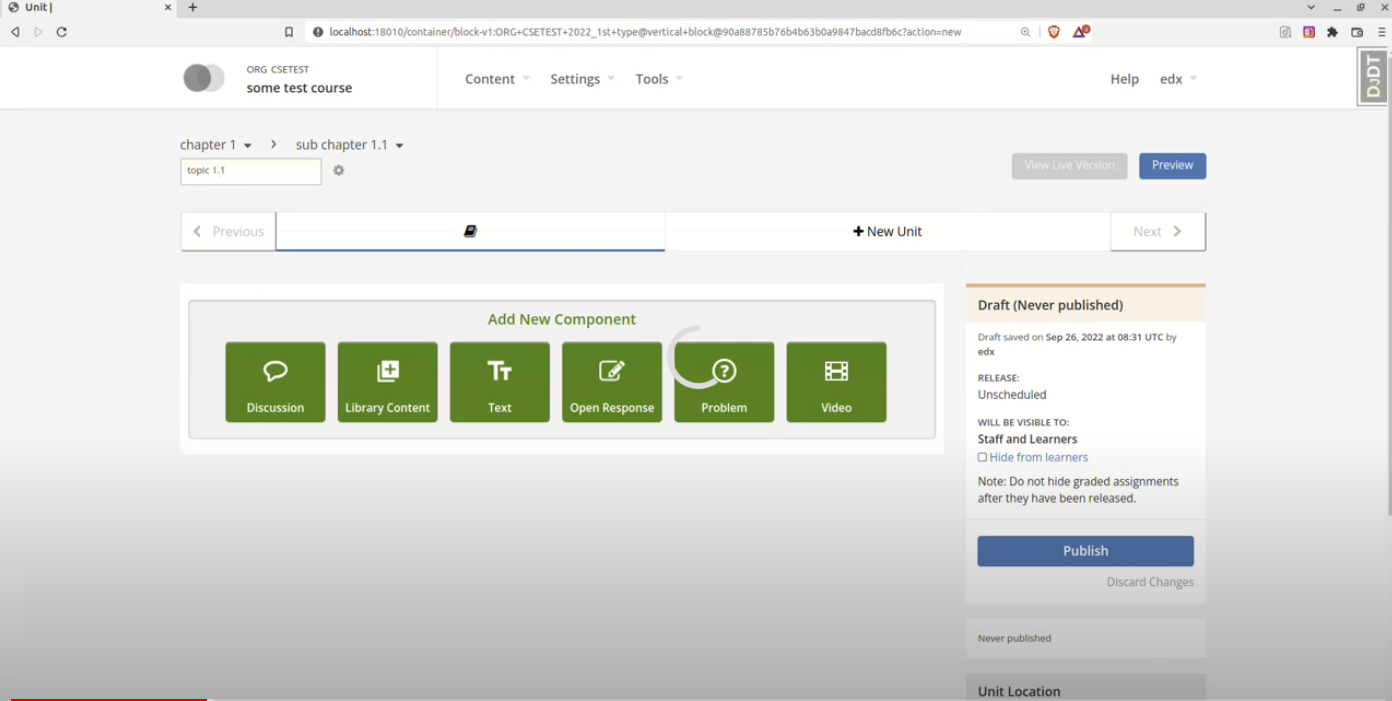 Unit |
localhost:18010/container/block-v1:ORG+CSETEST+2022_1st+type@vertical+block@90a88785b76b4b63b0a9847bacd8fb6c?action=new
ORG CSETEST
some test course
Content
Settings
Tools
Help
edx
DJDT
chapter 1
sub chapter 1.1
topic 1.1
View Live Version
Preview
Previous
New Unit
Next
Add New Component
Discussion
Library Content
Text
Open Response
Problem
Video
Draft (Never published)
Draft saved on Sep 26, 2022 at 08:31 UTC by
edx
RELEASE:
Unscheduled
WILL BE VISIBLE TO:
Staff and Learners
Hide from learners
Note: Do not hide graded assignments
after they have been released.
Publish
Discard Changes
Never published
Unit Location